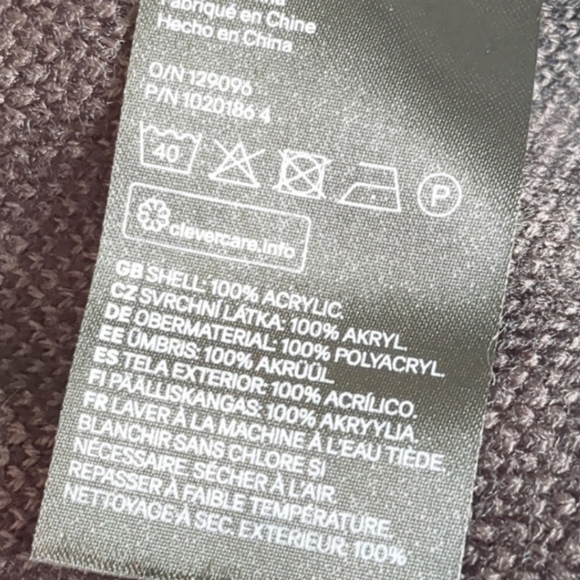 Fabriqué en Chine
Hecho en China
O/N 129096
P/N 1020186 4
40
P
clevercare.info
GB SHELL: 100% ACRYLIC.
CZ SVRCHNÍ LÁTKA: 100% AKRYL.
DE OBERMATERIAL: 100% POLYACRYL.
EE ÜMBRIS: 100% AKRÜÜL
ES TELA EXTERIOR: 100% ACRÍLICO.
FI PÄÄLLISKANGAS: 100% AKRYYLIA
FR LAVER À LA MACHINE À L'EAU TIÈDE.
BLANCHIR SANS CHLORE SI
NÉCESSAIRE. SÉCHER À L'AIR.
REPASSER À FAIBLE TEMPÉRATURE.
NETTOYAGE À SEC. EXTERIEUR: 100%